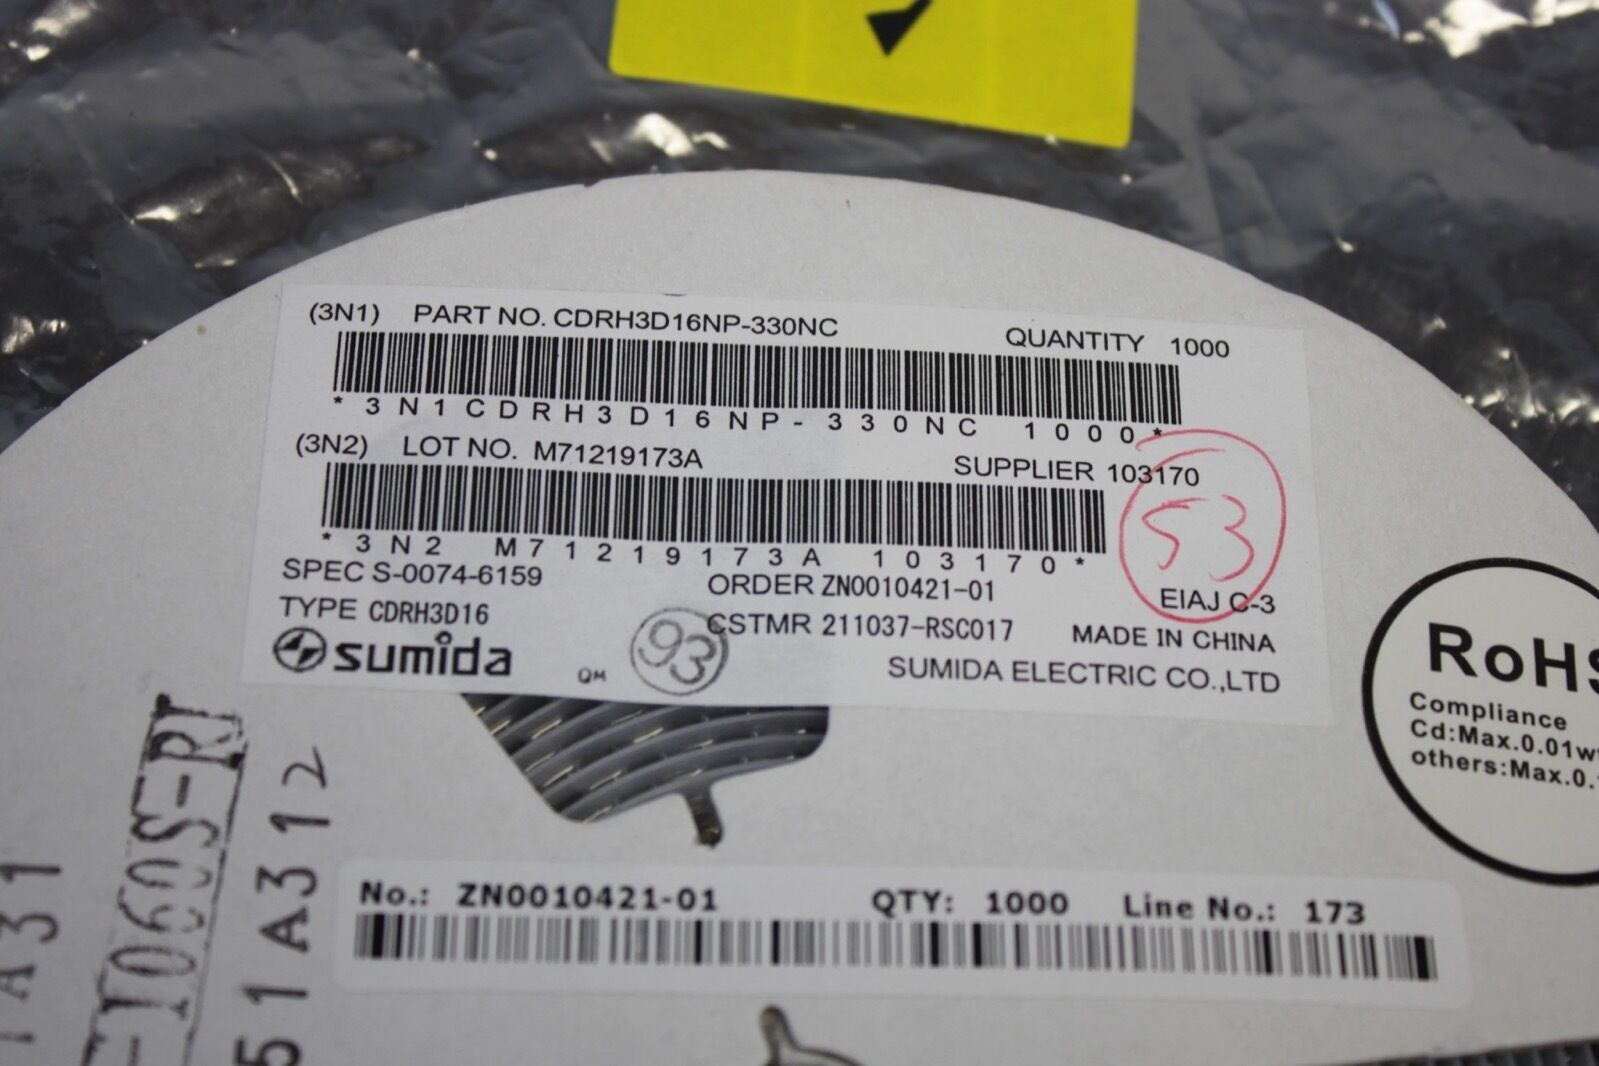 (3N1) PART NO. CDRH3D16NP-330NC QUANTITY 1000
*3N1CDRH3D16NP-330NC 1000*
(3N2) LOT NO. M71219173A SUPPLIER 103170
*3N2 M71219173A 103170*
53
SPEC S-0074-6159 ORDER ZN0010421-01 EIAJ C-3
TYPE CDRH3D16 CSTMR 211037-RSC017 MADE IN CHINA
sumida QM 93 SUMIDA ELECTRIC CO.,LTD
RoHS
Compliance
Cd:Max.0.01w
others:Max.0.
No.: ZN0010421-01 QTY: 1000 Line No.: 173
51A312
1A31